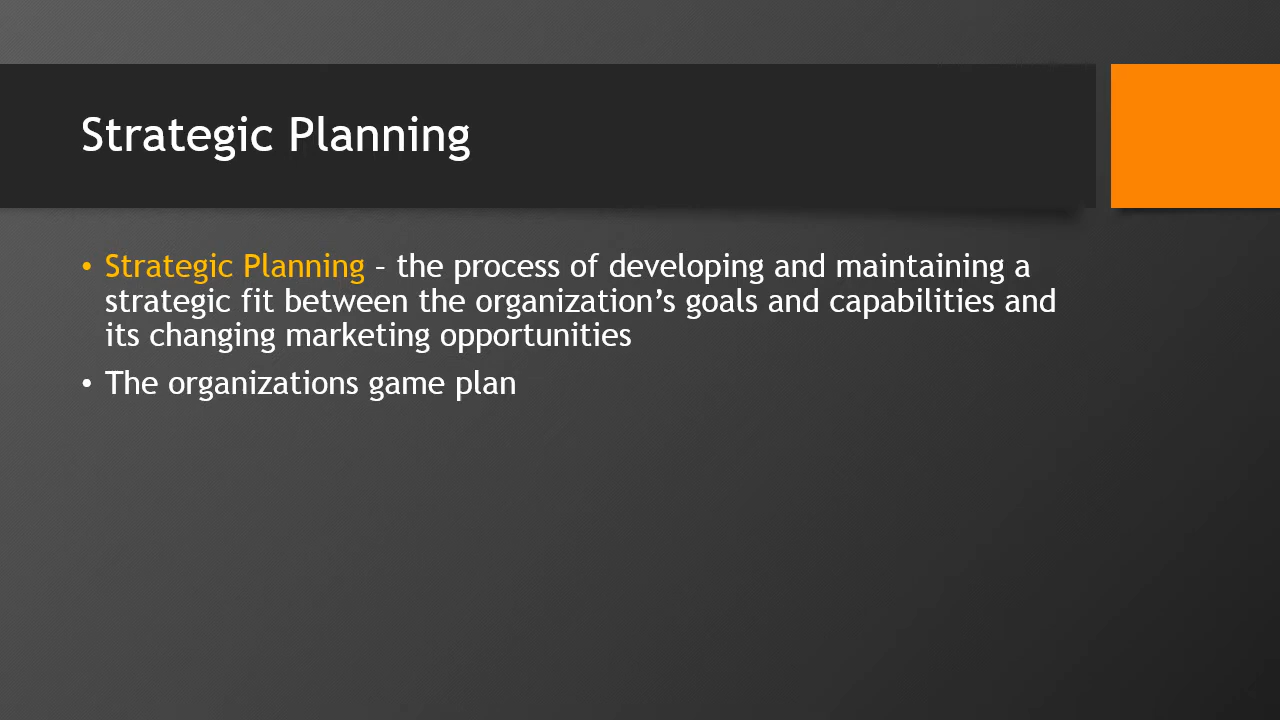 Strategic Planning
• Strategic Planning – the process of developing and maintaining a
strategic fit between the organization’s goals and capabilities and
its changing marketing opportunities
• The organizations game plan